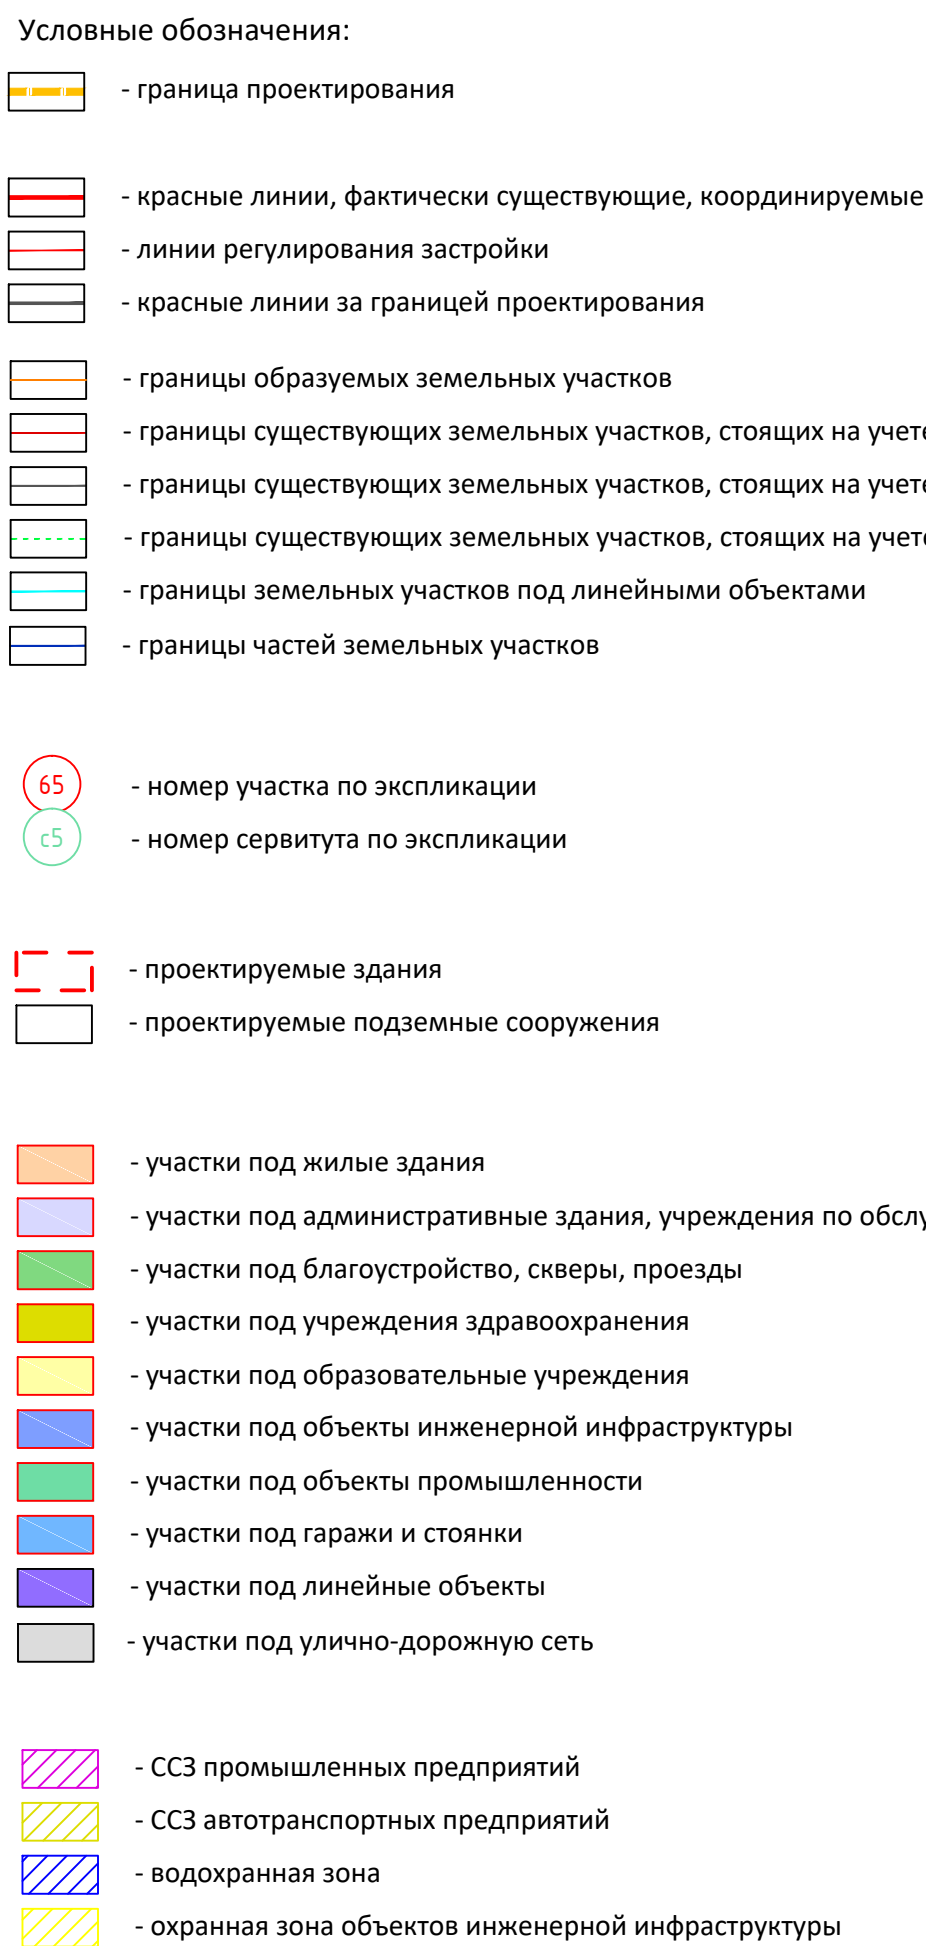 Условные обозначения:
- граница проектирования
- красные линии, фактически существующие, координируемые
- линии регулирования застройки
- красные линии за границей проектирования
- границы образуемых земельных участков
- границы существующих земельных участков, стоящих на учете
- границы существующих земельных участков, стоящих на учете
- границы существующих земельных участков, стоящих на учете
- границы земельных участков под линейными объектами
- границы частей земельных участков
65 - номер участка по экспликации
с5 - номер сервитута по экспликации
- проектируемые здания
- проектируемые подземные сооружения
- участки под жилые здания
- участки под административные здания, учреждения по
- участки под благоустройство, скверы, проезды
- участки под учреждения здравоохранения
- участки под образовательные учреждения
- участки под объекты инженерной инфраструктуры
- участки под объекты промышленности
- участки под гаражи и стоянки
- участки под линейные объекты
- участки под улично-дорожную сеть
- ССЗ промышленных предприятий
- ССЗ автотранспортных предприятий
- водохранная зона
- охранная зона объектов инженерной инфраструктуры